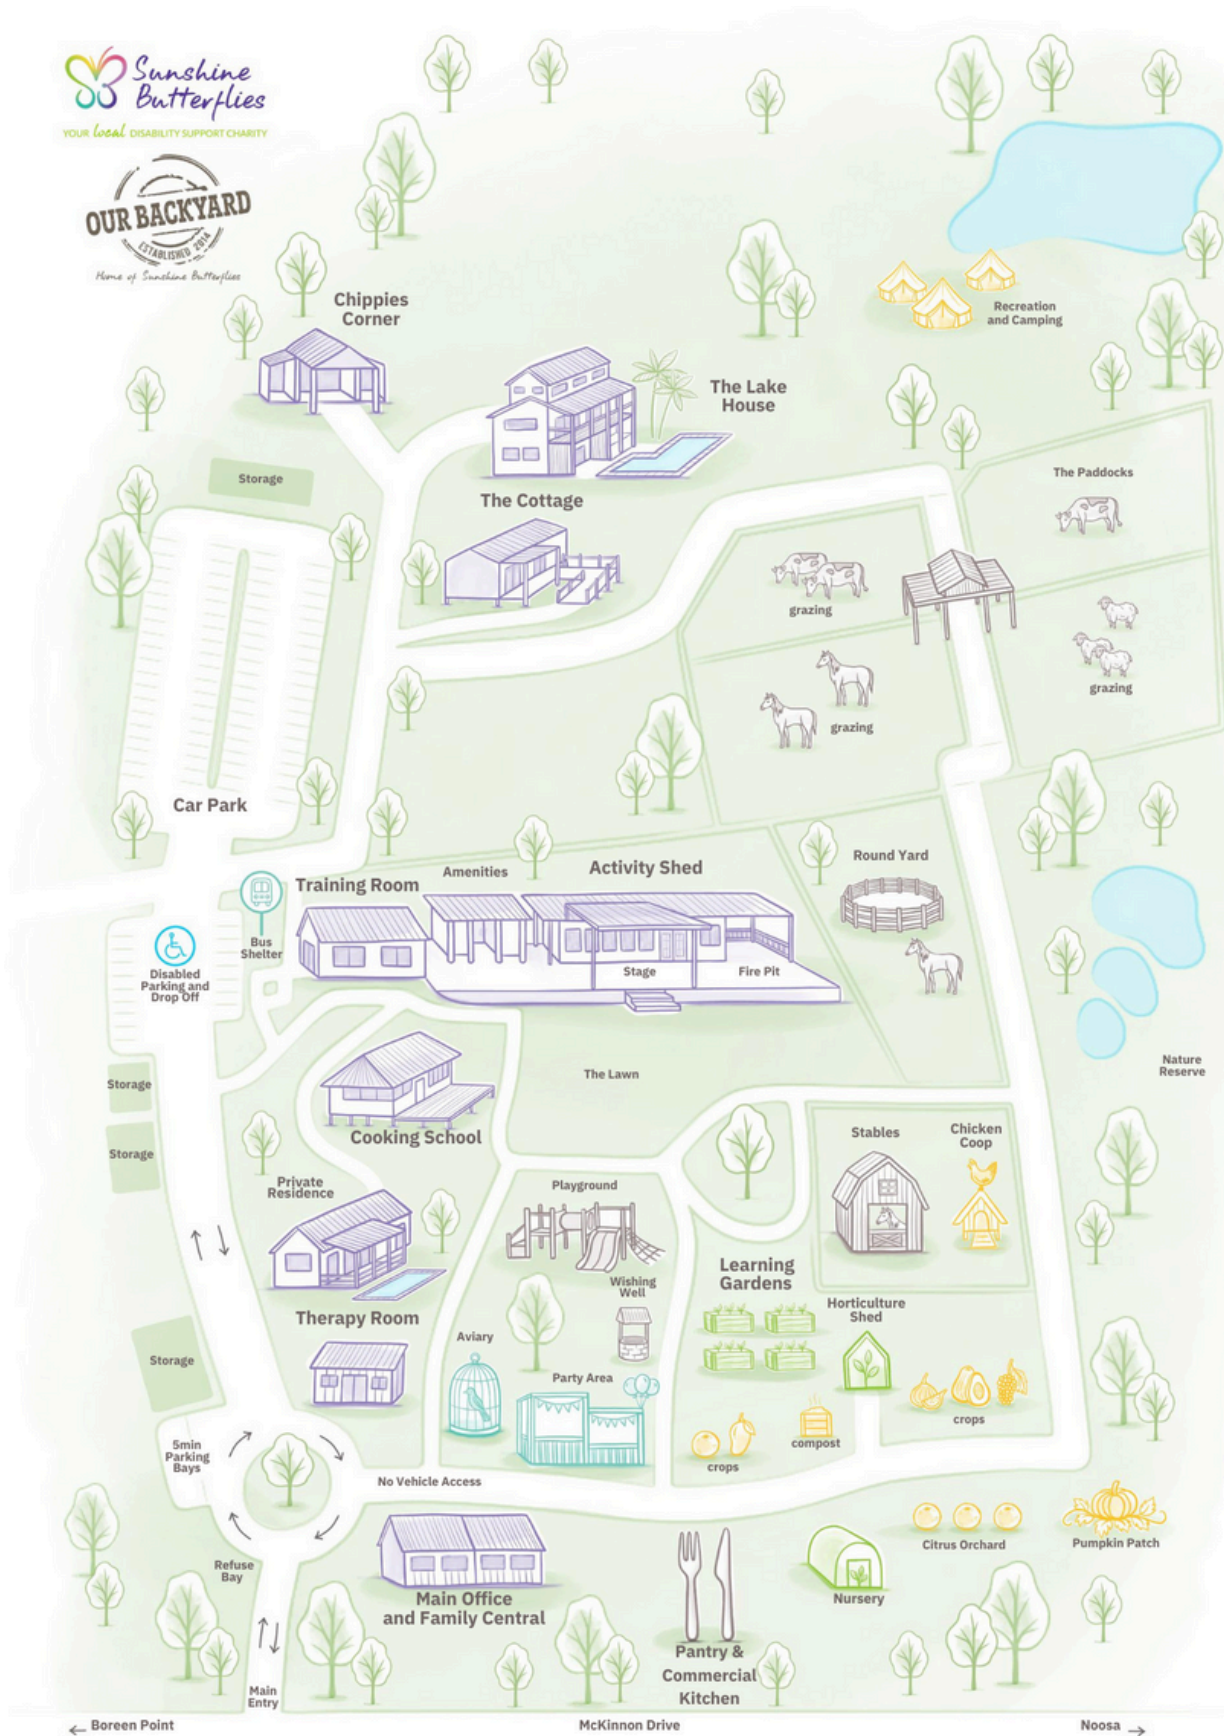 Sunshine
Butterflies
YOUR local DISABILITY SUPPORT CHARITY
OUR BACKYARD
ESTABLISHED 2014
Home of Sunshine Butterflies
Chippies
Corner
Recreation
and Camping
The Lake
House
Storage
The Cottage
The Paddocks
grazing
grazing
grazing
Car Park
Training Room
Amenities
Activity Shed
Round Yard
Bus
Shelter
Disabled
Parking and
Drop Off
Stage
Fire Pit
Nature
Reserve
Storage
The Lawn
Storage
Cooking School
Stables
Chicken
Coop
Private
Residence
Playground
Learning
Gardens
Wishing
Well
Horticulture
Shed
Therapy Room
Aviary
Storage
Party Area
crops
compost
crops
5min
Parking
Bays
No Vehicle Access
Refuse
Bay
Main Office
and Family Central
Citrus Orchard
Pumpkin Patch
Nursery
Pantry &
Commercial
Kitchen
Main
Entry
← Boreen Point
McKinnon Drive
Noosa →